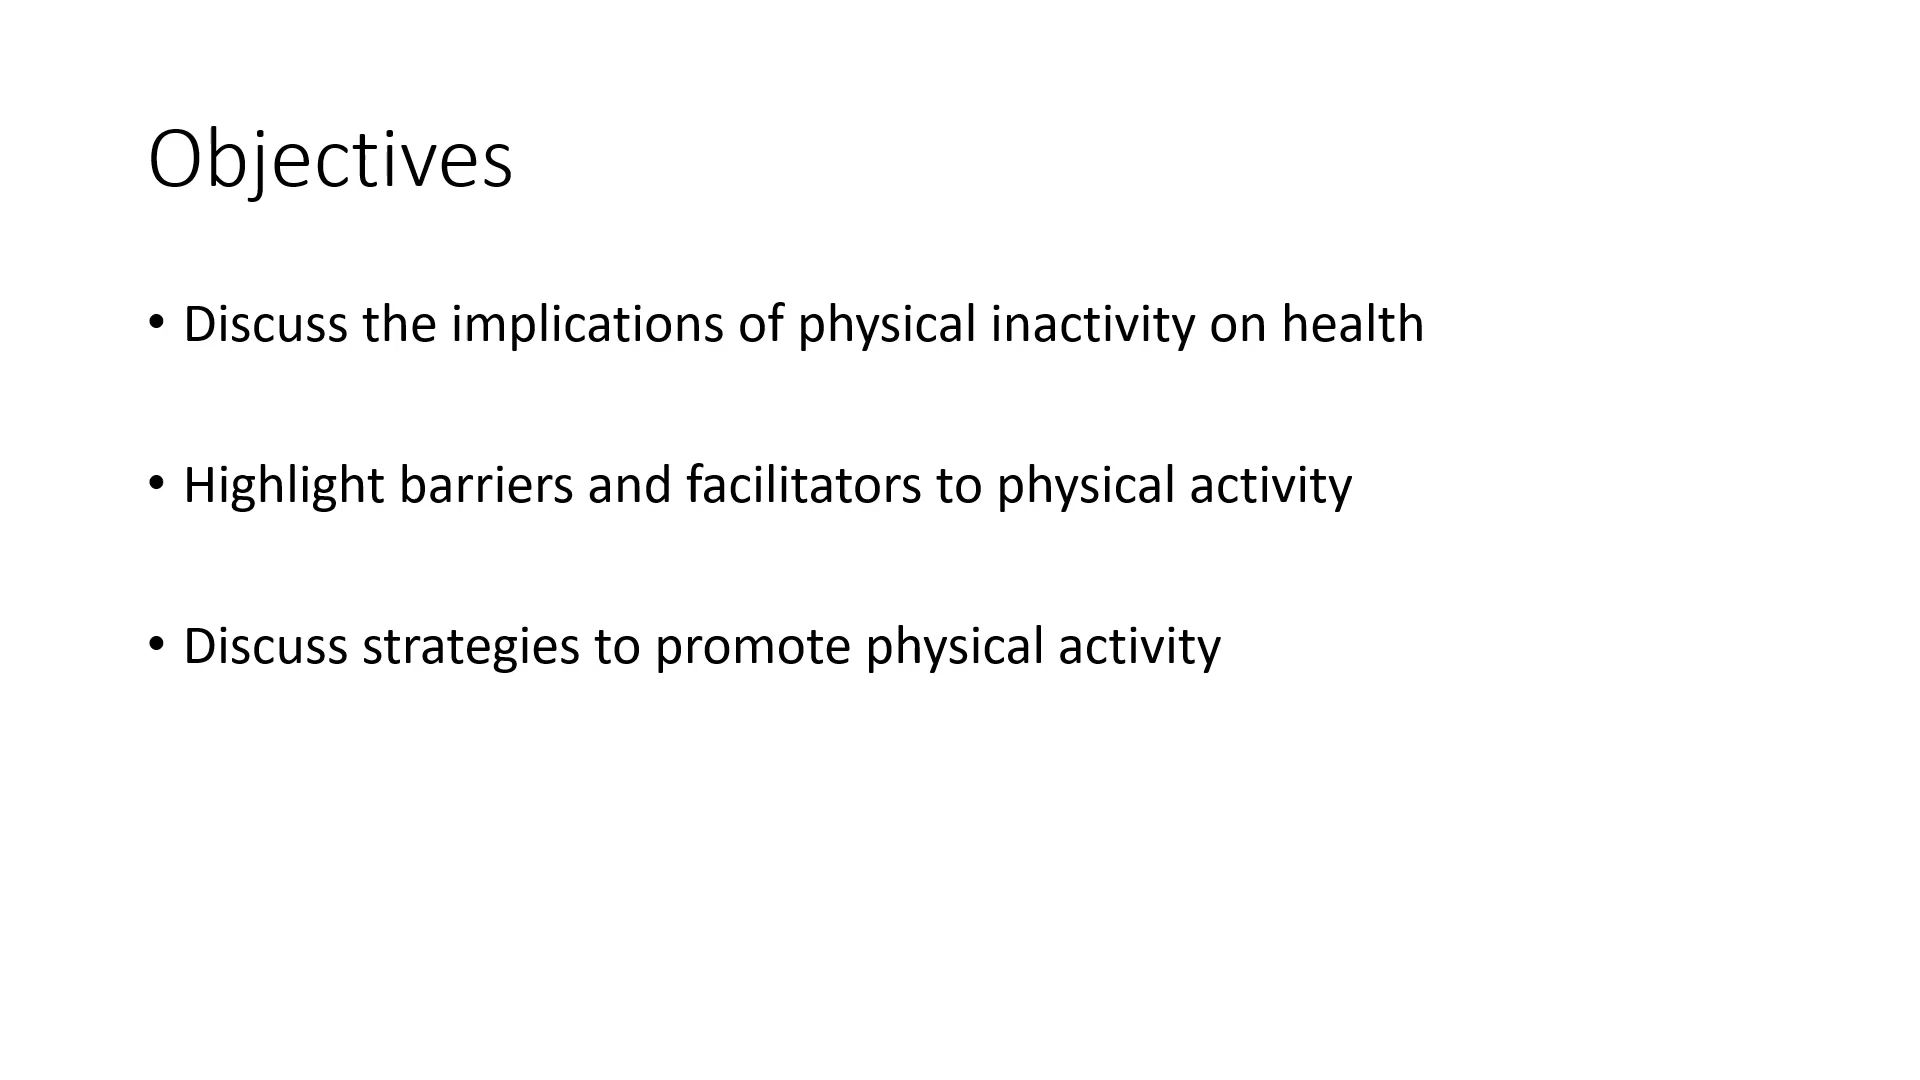 Objectives
• Discuss the implications of physical inactivity on health
• Highlight barriers and facilitators to physical activity
• Discuss strategies to promote physical activity